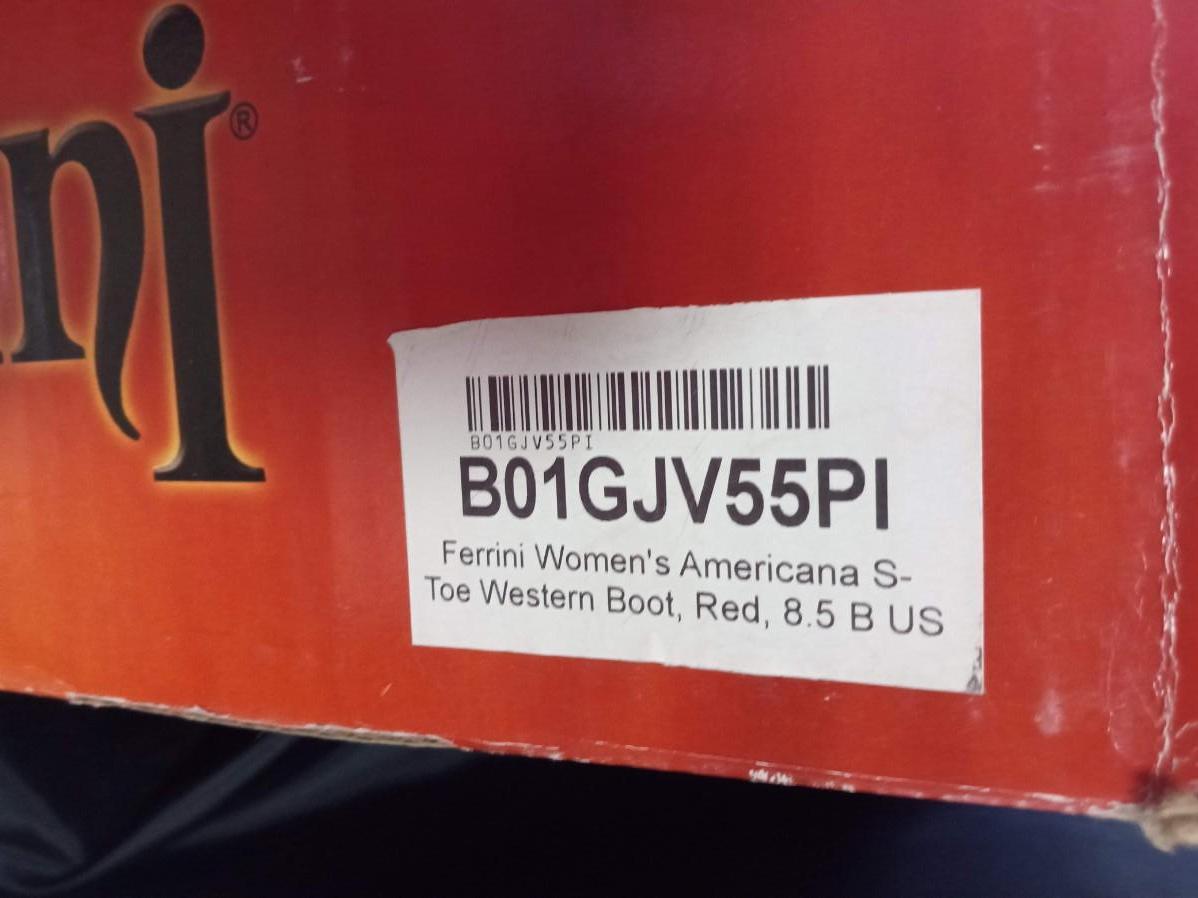 ni®
B01GJV55PI
B01GJV55PI
Ferrini Women's Americana S-
Toe Western Boot, Red, 8.5 B US